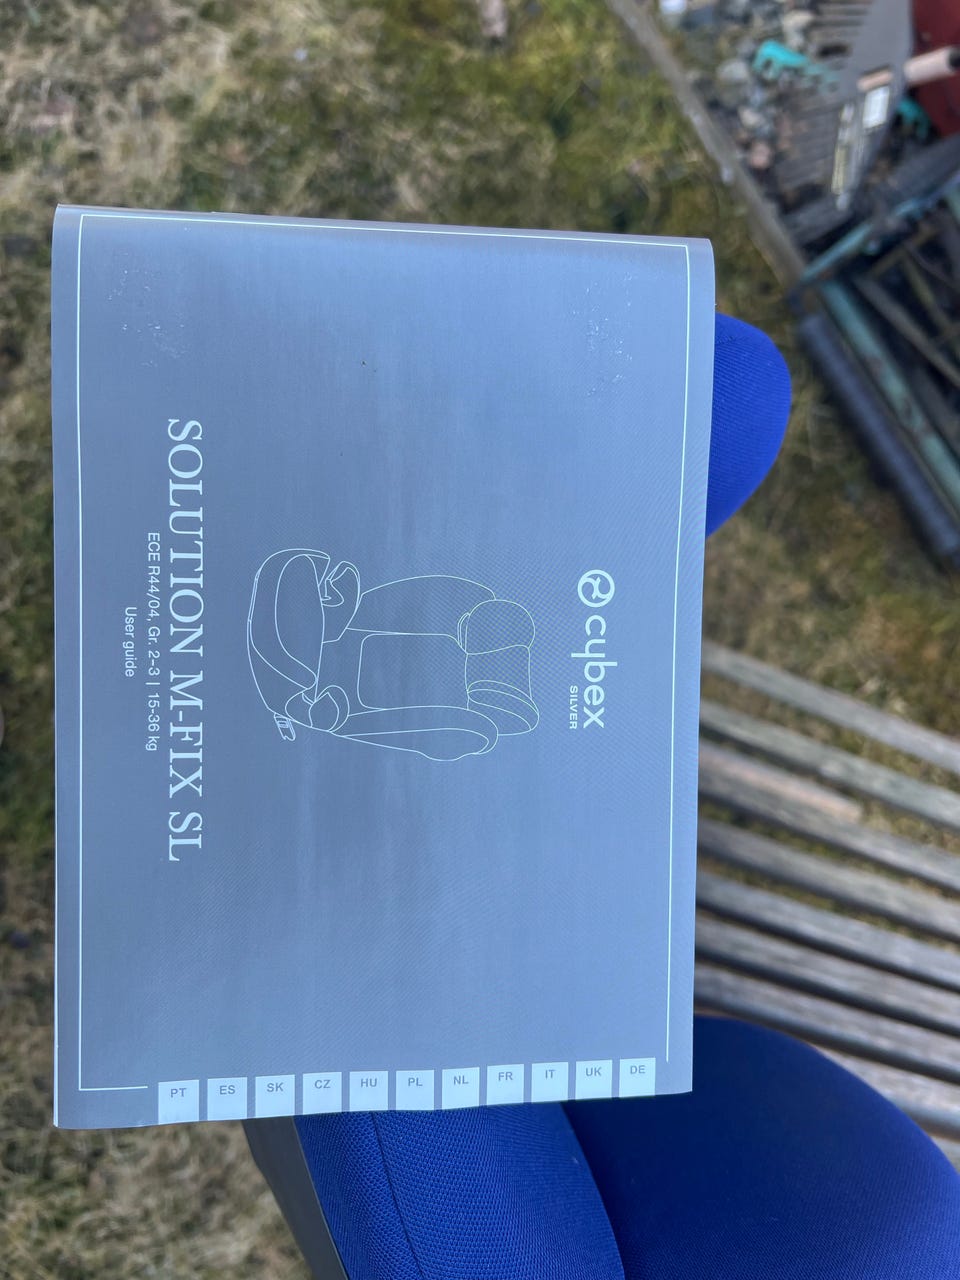 cybex
SILVER
SOLUTION M-FIX SL
ECE R44/04, Gr. 2–3 | 15-36 kg
User guide
DE
UK
IT
FR
NL
PL
HU
CZ
SK
ES
PT